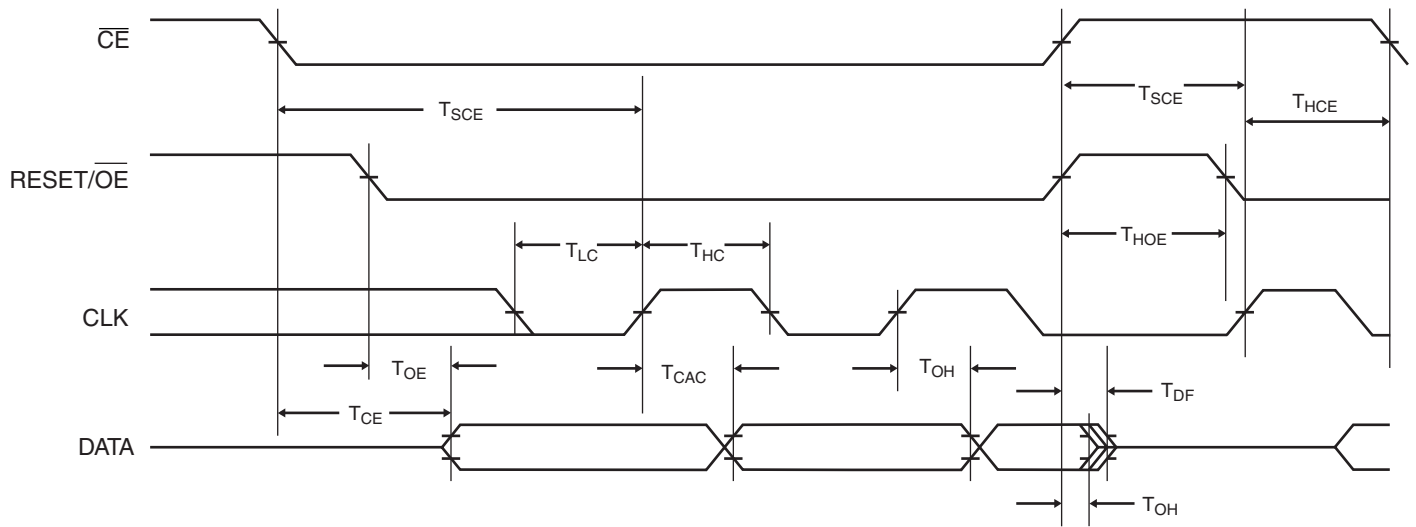 CE
T_SCE
T_SCE
T_HCE
RESET/OE
T_LC
T_HC
T_HOE
CLK
T_OE
T_CAC
T_OH
T_DF
T_CE
DATA
T_OH